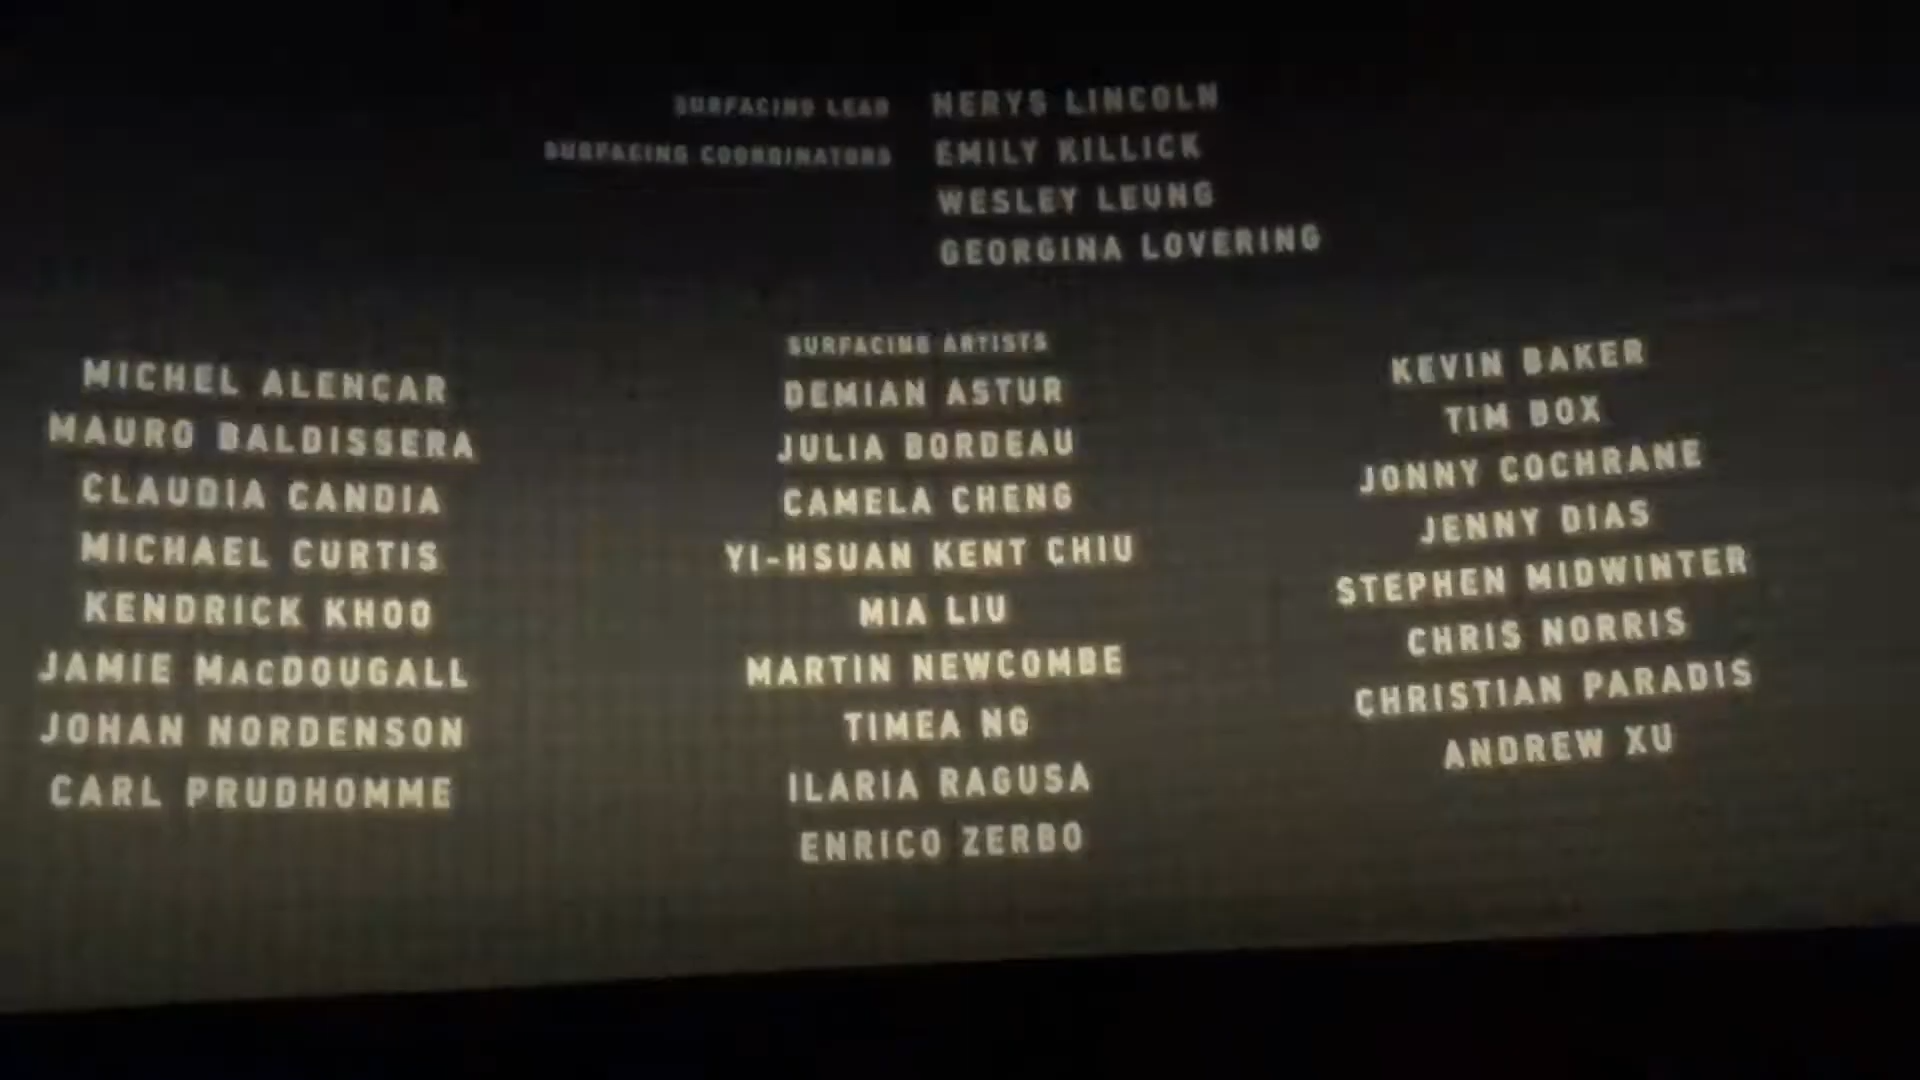 SURFACING LEAD NERYS LINCOLN
SURFACING COORDINATORS EMILY KILLICK
WESLEY LEUNG
GEORGINA LOVERING
SURFACING ARTISTS
MICHEL ALENCAR DEMIAN ASTUR KEVIN BAKER
MAURO BALDISSERA JULIA BORDEAU TIM BOX
CLAUDIA CANDIA CAMELA CHENG JONNY COCHRANE
MICHAEL CURTIS YI-HSUAN KENT CHIU JENNY DIAS
KENDRICK KHOO MIA LIU STEPHEN MIDWINTER
JAMIE MACDOUGALL MARTIN NEWCOMBE CHRIS NORRIS
JOHAN NORDENSON TIMEA NG CHRISTIAN PARADIS
CARL PRUDHOMME ILARIA RAGUSA ANDREW XU
ENRICO ZERBO